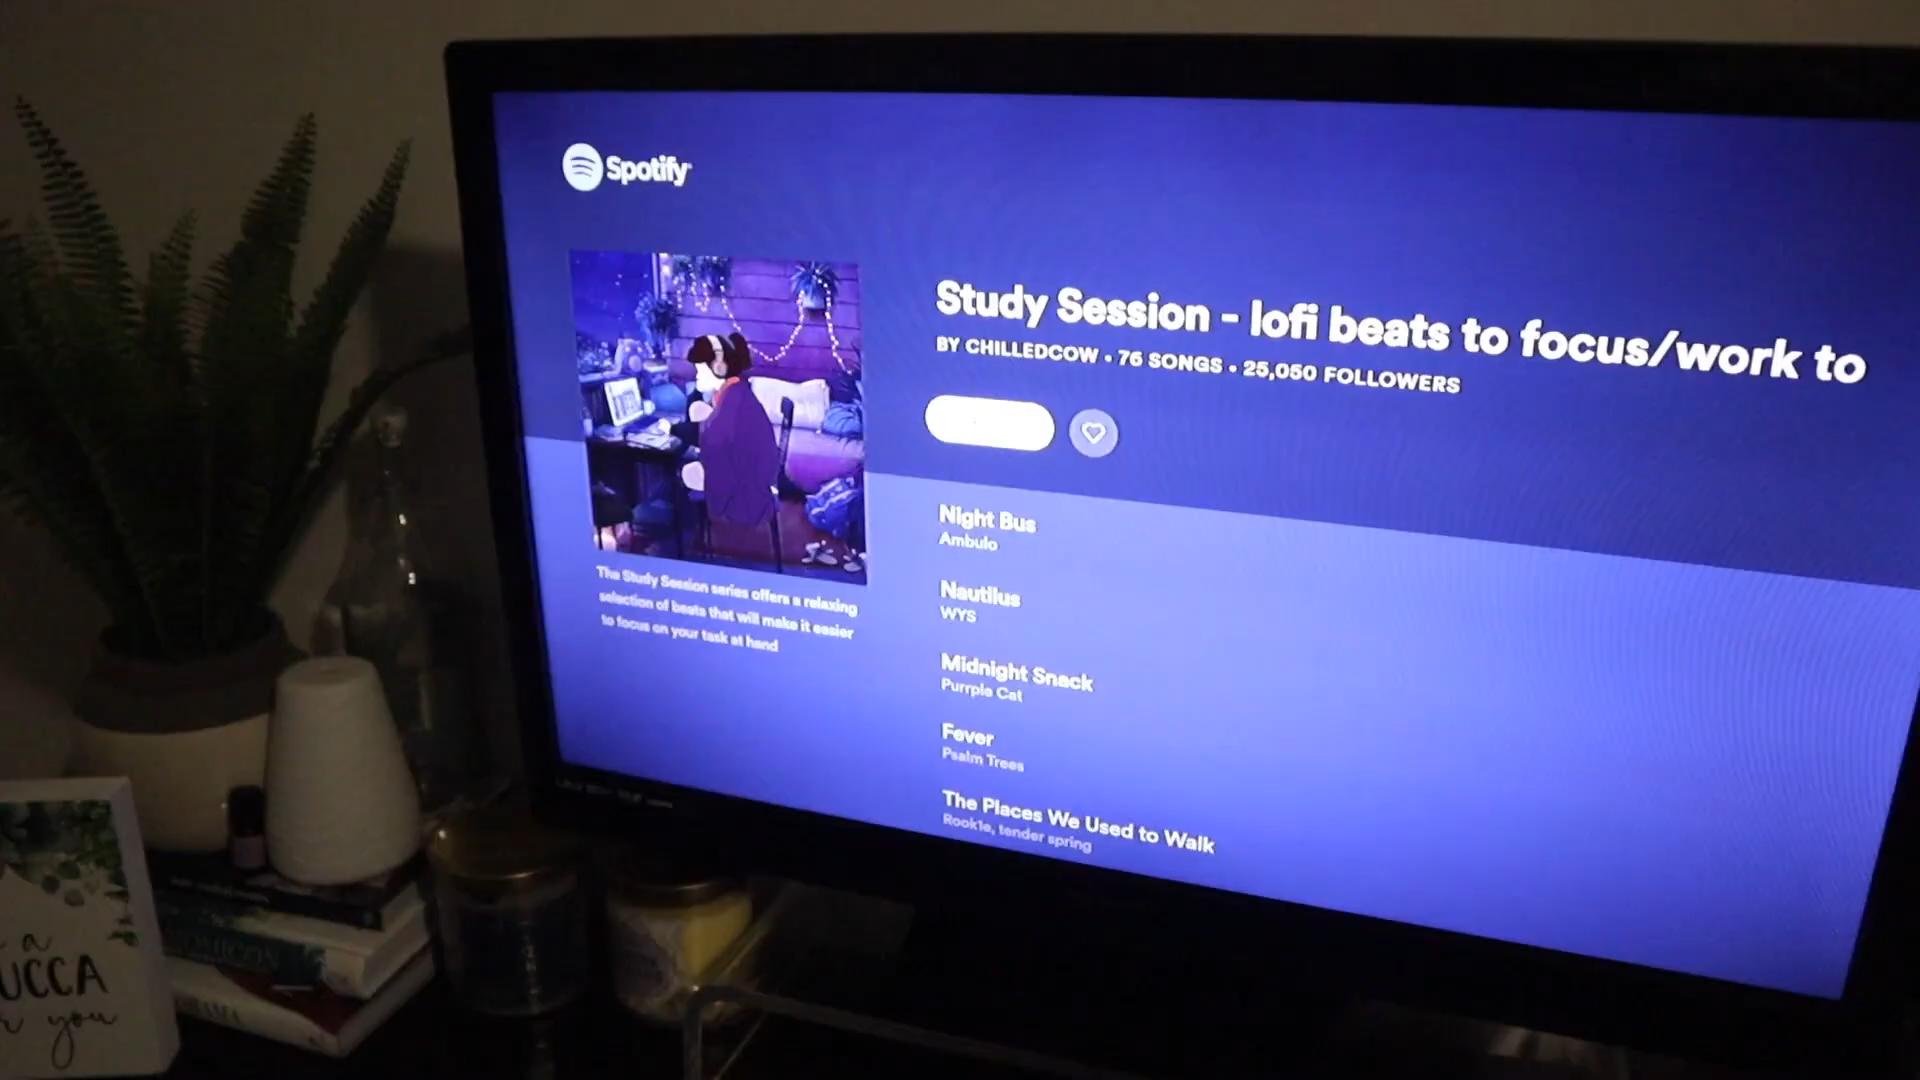 Spotify
Study Session - lofi beats to focus/work to
BY CHILLEDCOW • 76 SONGS • 25,050 FOLLOWERS
The Study Session series offers a relaxing
selection of beats that will make it easier
to focus on your task at hand
Night Bus
Ambulo
Nautilus
WYS
Midnight Snack
Purrple Cat
Fever
Psalm Trees
The Places We Used to Walk
Rook1e, tender spring
a
UCCA
you